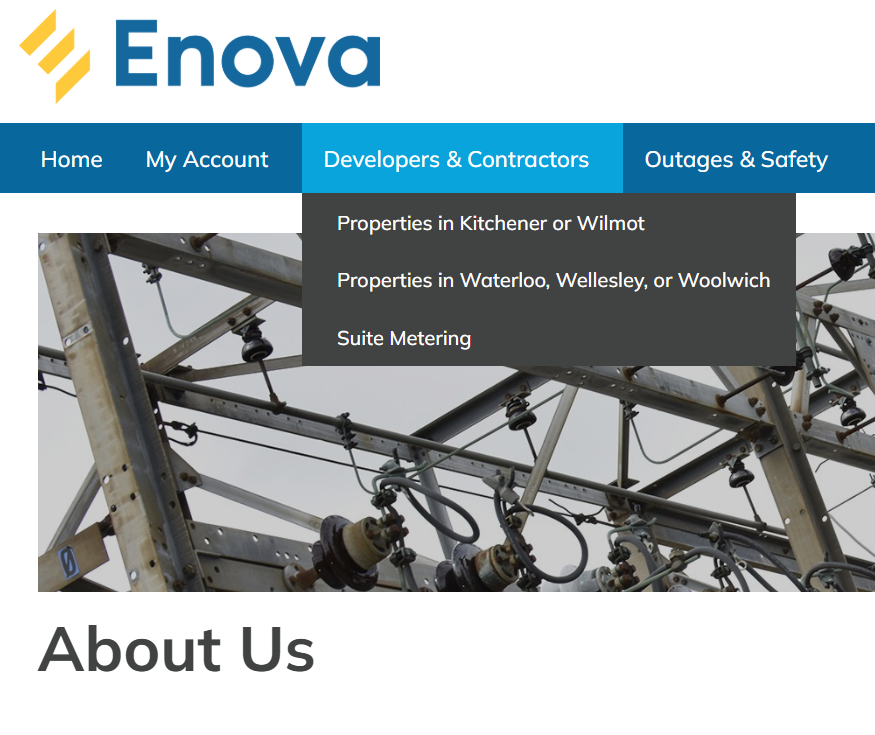 Enova
Home
My Account
Developers & Contractors
Outages & Safety
Properties in Kitchener or Wilmot
Properties in Waterloo, Wellesley, or Woolwich
Suite Metering
About Us